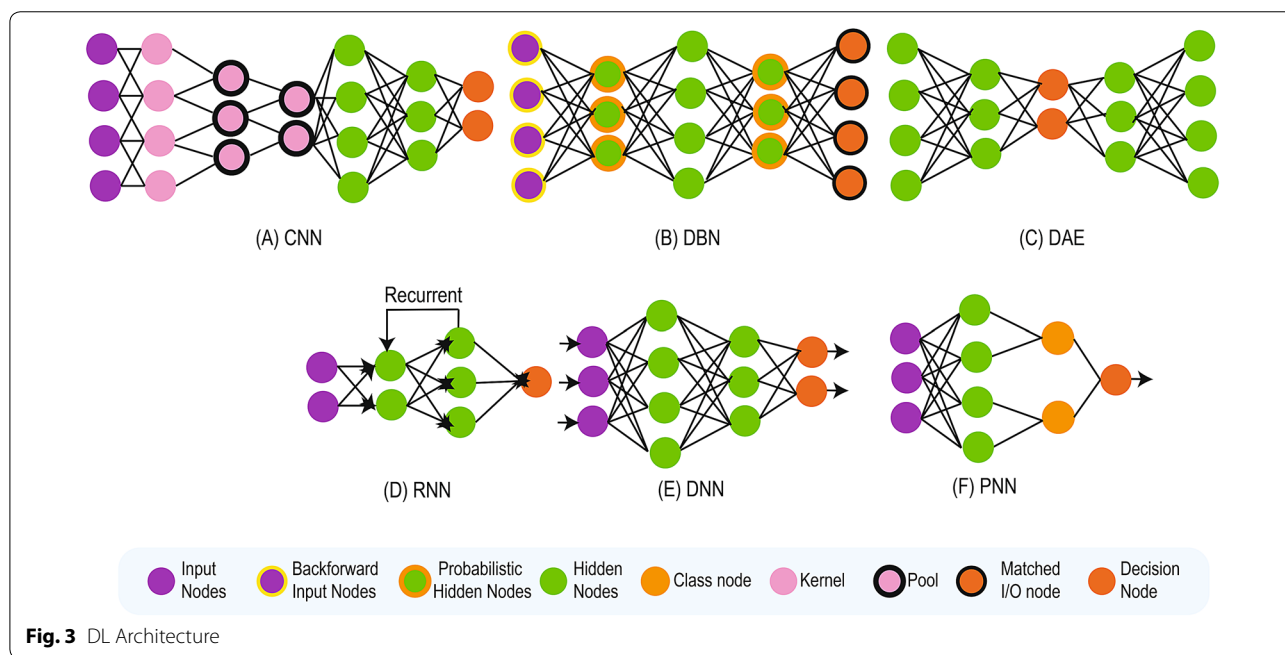 (A) CNN
(B) DBN
(C) DAE
Recurrent
(D) RNN
(E) DNN
(F) PNN
Input
Nodes
Backforward
Input Nodes
Probabilistic
Hidden Nodes
Hidden
Nodes
Class node
Kernel
Pool
Matched
I/O node
Decision
Node
Fig. 3 DL Architecture